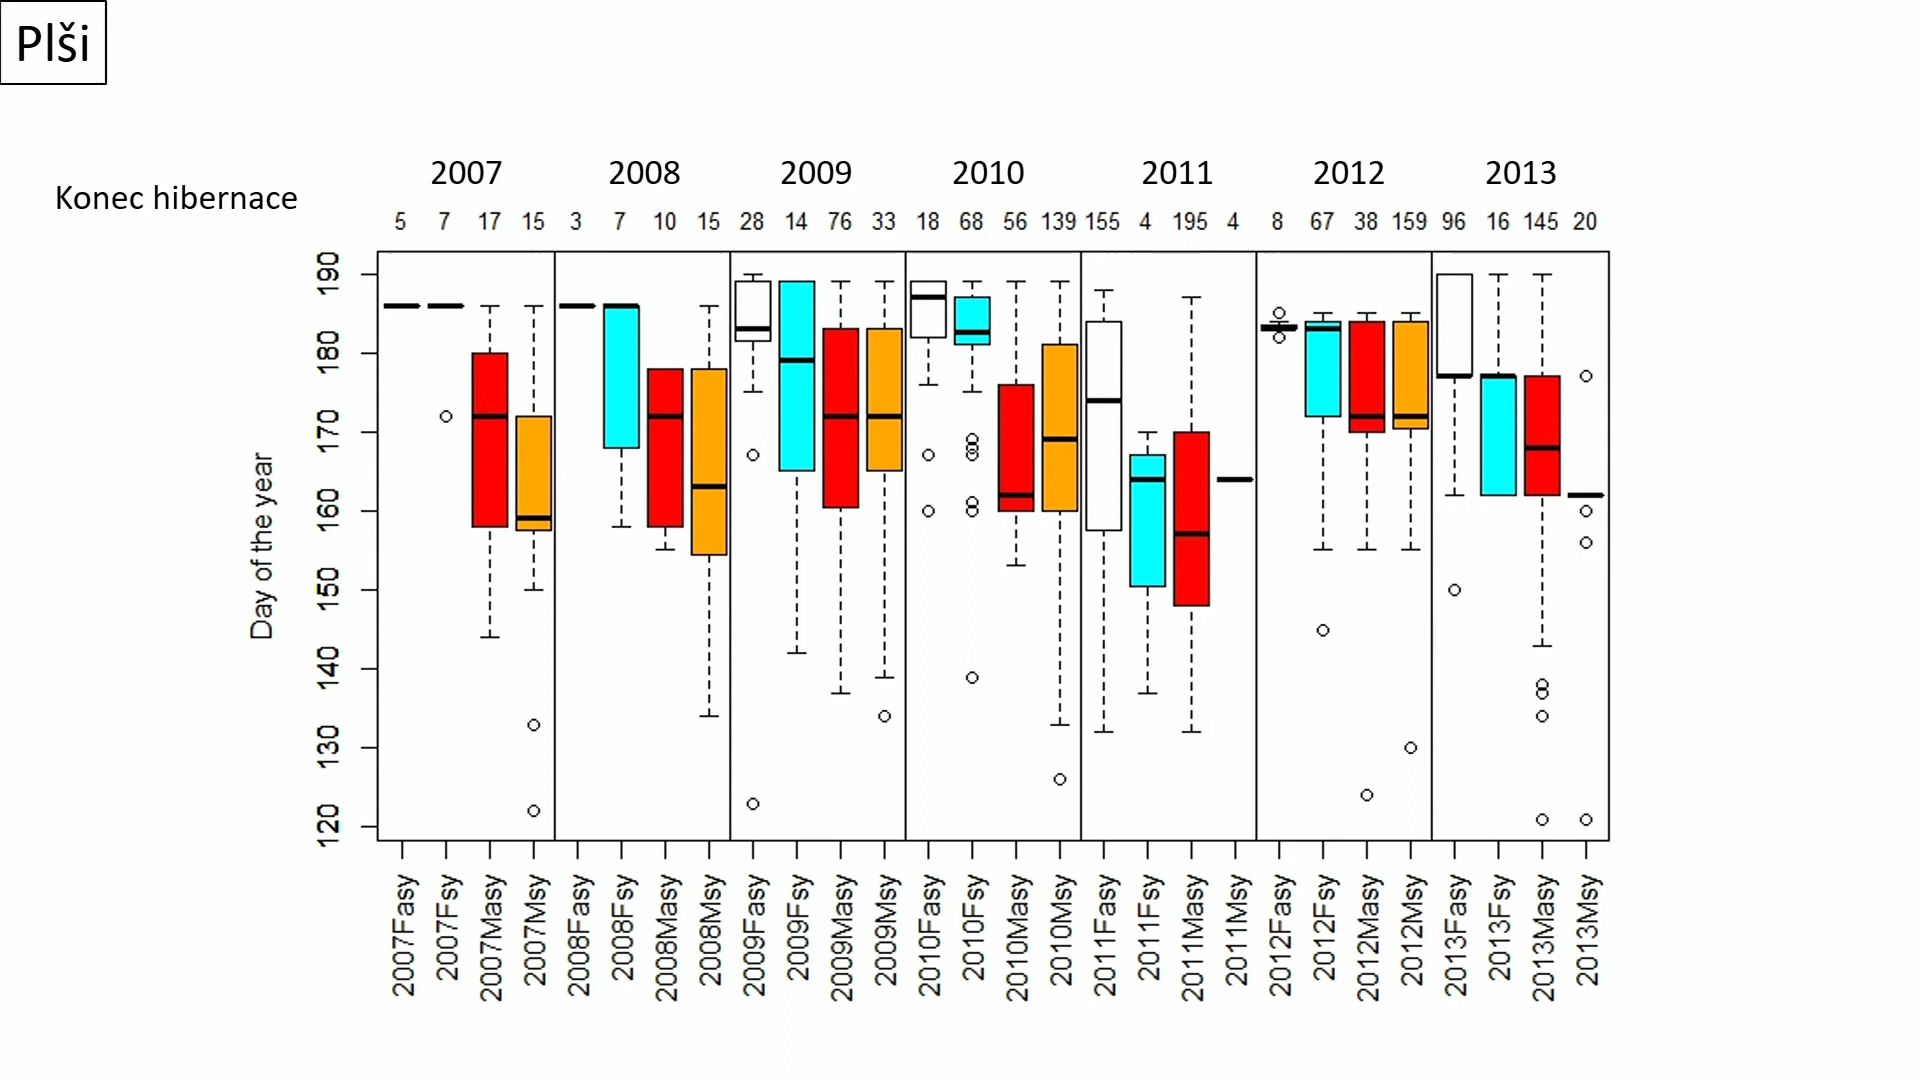 Plši
2007 2008 2009 2010 2011 2012 2013
Konec hibernace
5 7 17 15 3 7 10 15 28 14 76 33 18 68 56 139 155 4 195 4 8 67 38 159 96 16 145 20
190
180
170
160
150
140
130
120
Day of the year
2007Fasy
2007Fsy
2007Masy
2007Msy
2008Fasy
2008Fsy
2008Masy
2008Msy
2009Fasy
2009Fsy
2009Masy
2009Msy
2010Fasy
2010Fsy
2010Masy
2010Msy
2011Fasy
2011Fsy
2011Masy
2011Msy
2012Fasy
2012Fsy
2012Masy
2012Msy
2013Fasy
2013Fsy
2013Masy
2013Msy